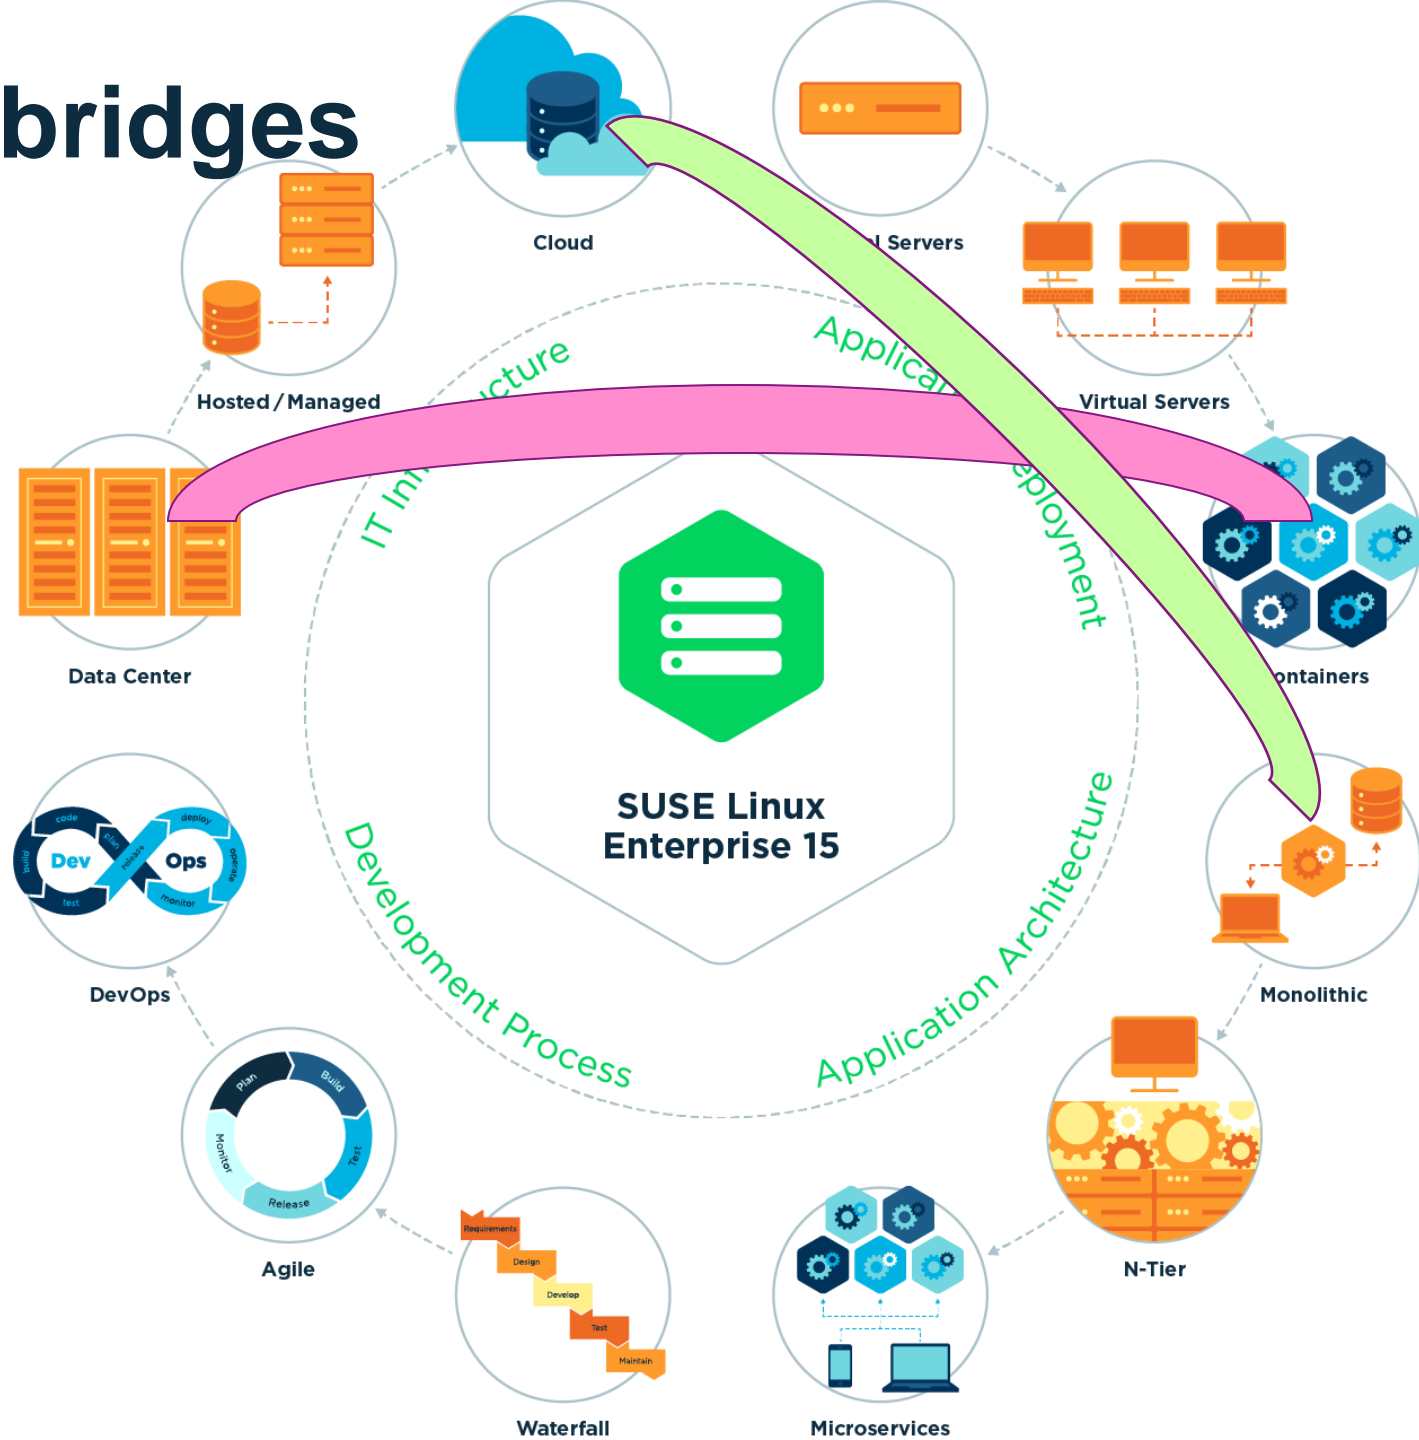 bridges
Cloud
l Servers
Hosted / Managed
Virtual Servers
Data Center
ontainers
IT In
ucture
Applica
eployment
SUSE Linux
Enterprise 15
Development Process
Application Architecture
code
plan
build
test
release
deploy
operate
monitor
Dev
Ops
DevOps
Monolithic
Plan
Build
Test
Release
Monitor
Agile
N-Tier
Requirements
Design
Develop
Test
Maintain
Waterfall
Microservices